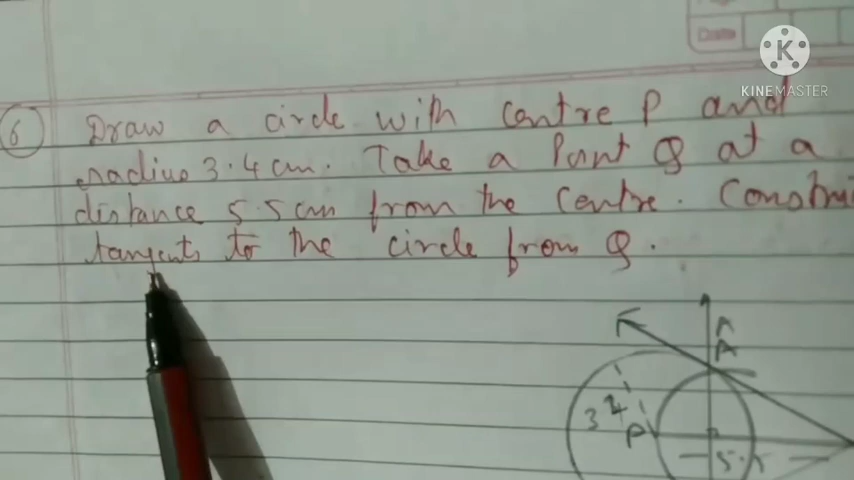 Date
K
KINEMASTER
6 Draw a circle with centre P and
radius 3.4 cm. Take a Point Q at a
distance 5.5 cm from the centre. Constru
tangents to the circle from Q.
A
3.4
P
5.5